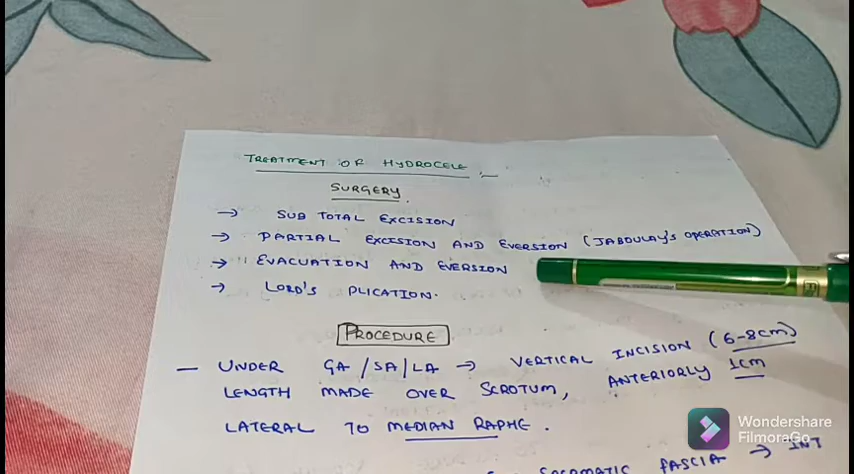 TREATMENT OF HYDROCELE
SURGERY.
→ SUB TOTAL EXCISION
→ PARTIAL EXCISION AND EVERSION (JABOULAY'S OPERATION)
→ EVACUATION AND EVERSION
→ LORD'S PLICATION.
PROCEDURE
— UNDER GA/SA/LA → VERTICAL INCISION (6-8cm)
LENGTH MADE OVER SCROTUM, ANTERIORLY 1cm
LATERAL TO MEDIAN RAPHE.
FASCIA → INT
Wondershare
FilmoraGo